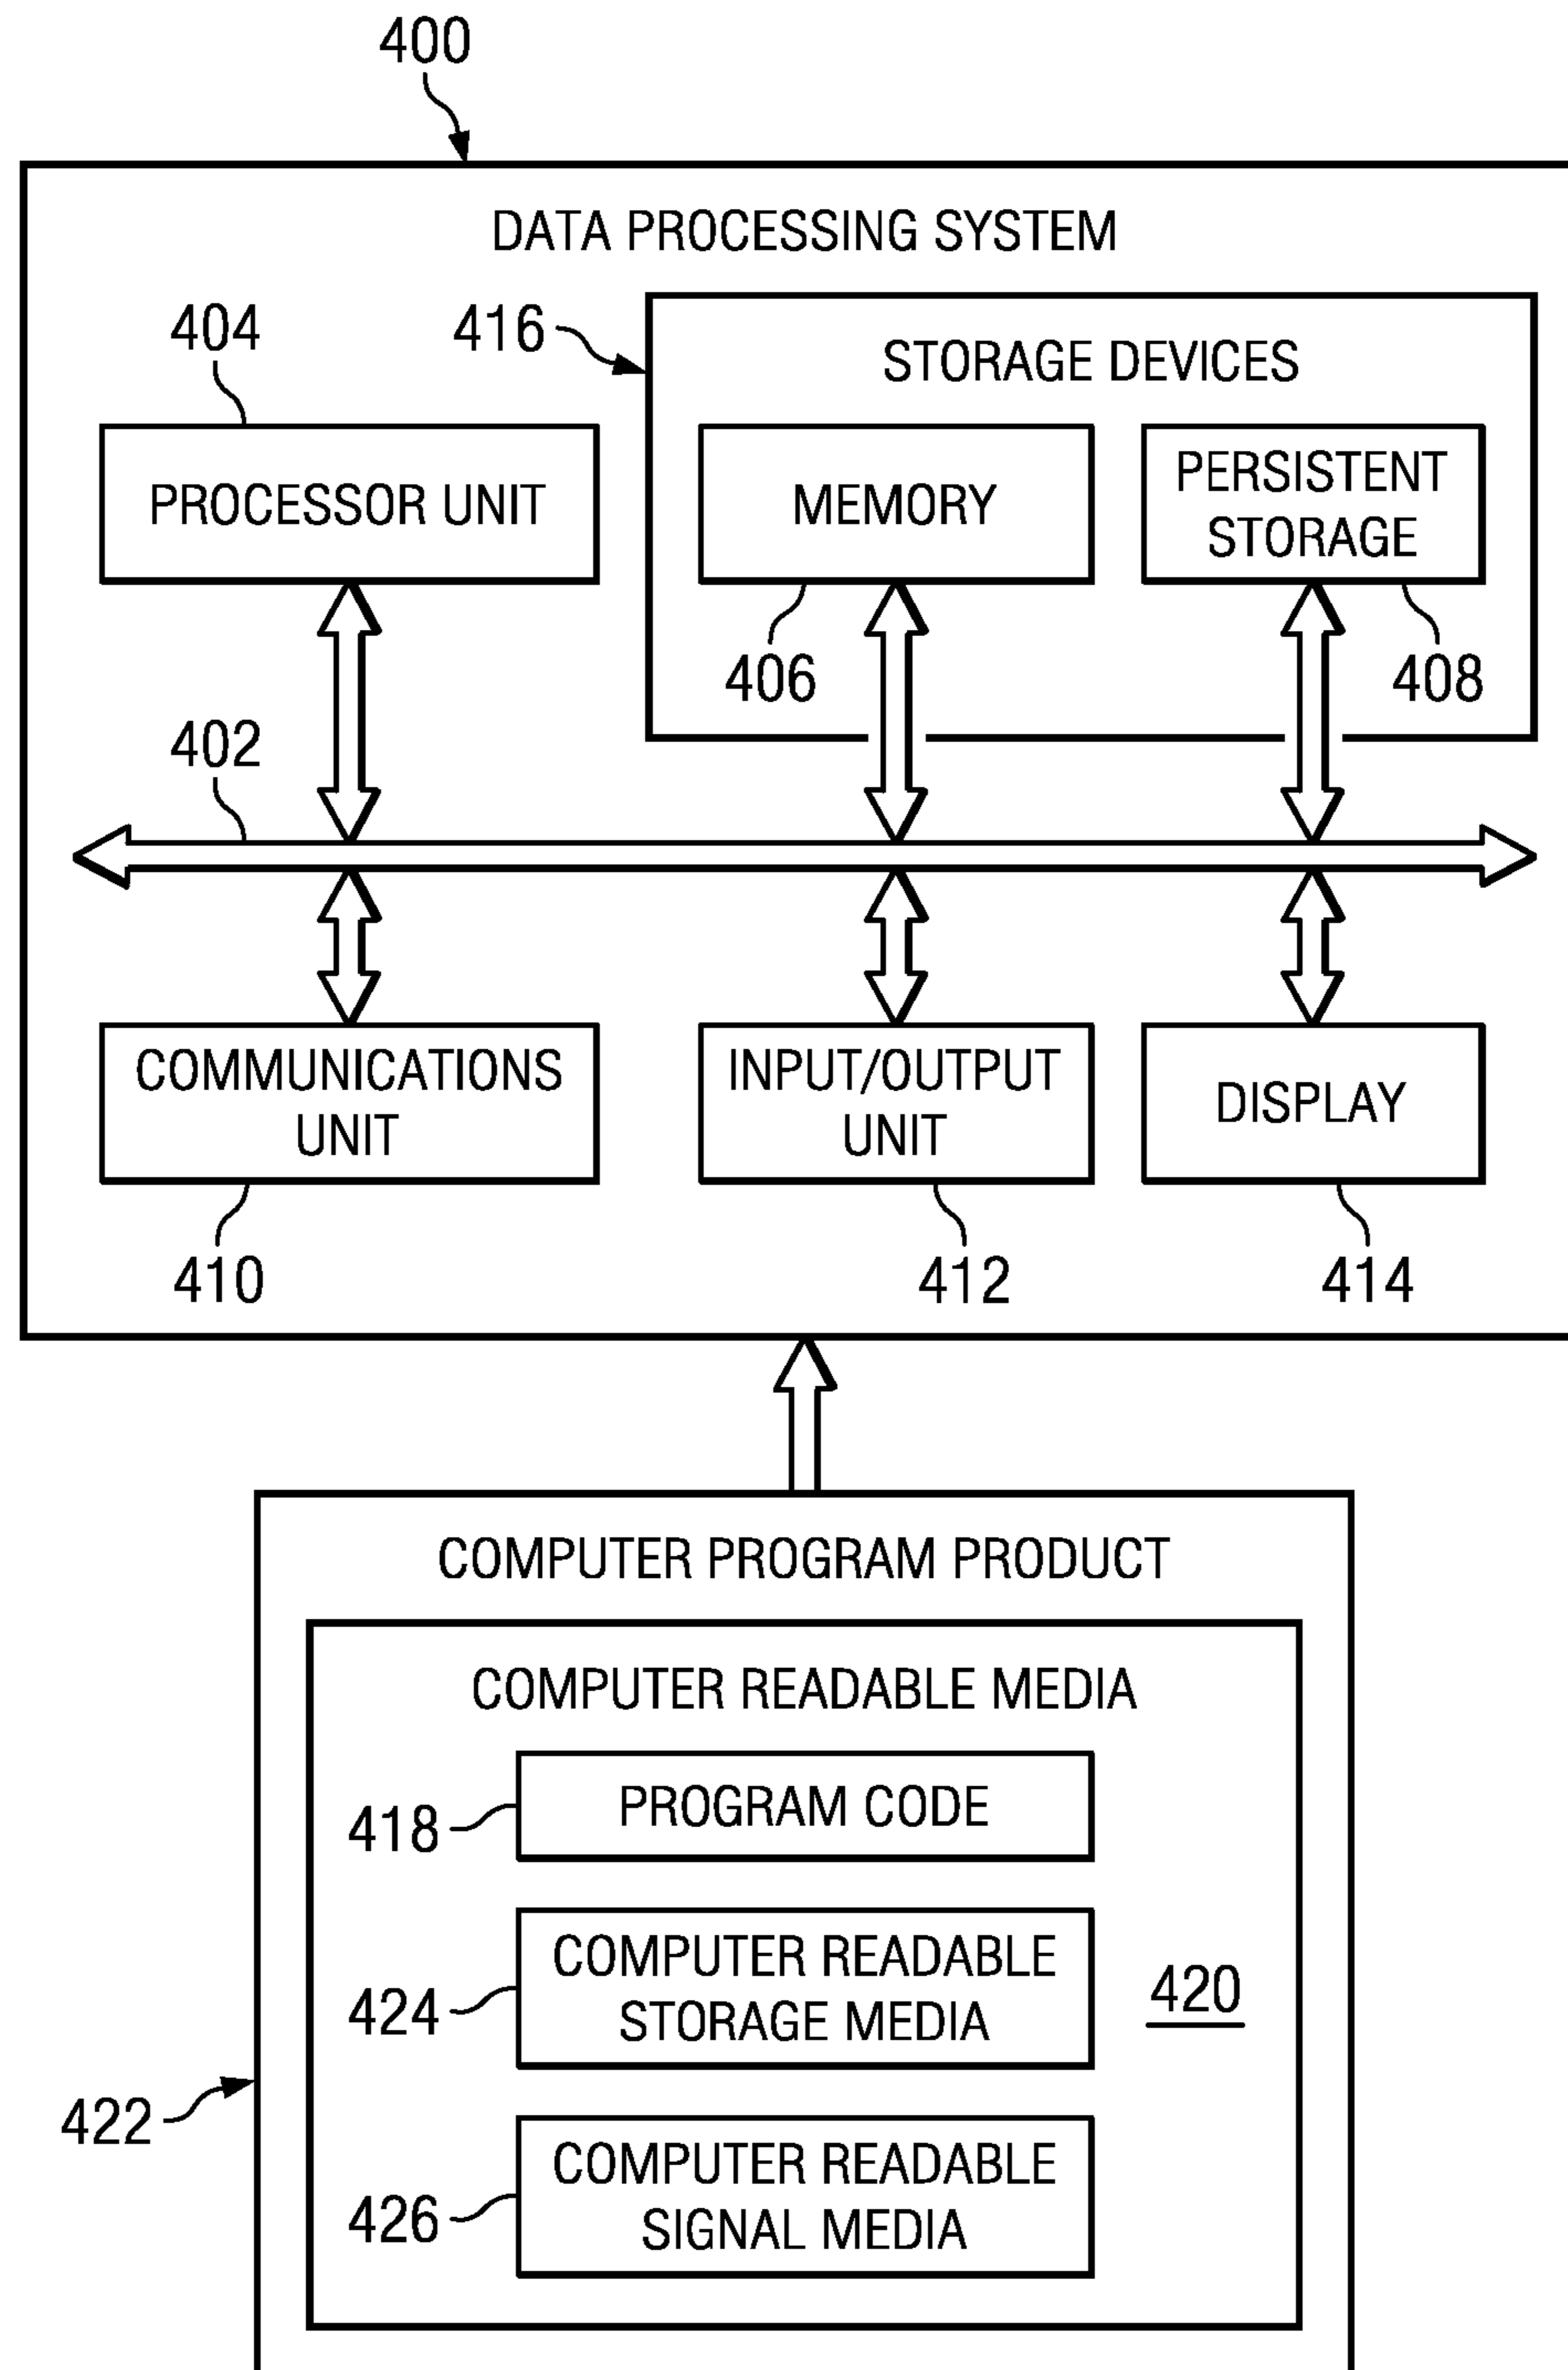 400
DATA PROCESSING SYSTEM
404
416
STORAGE DEVICES
PROCESSOR UNIT
MEMORY
PERSISTENT
STORAGE
406
408
402
COMMUNICATIONS
UNIT
INPUT/OUTPUT
UNIT
DISPLAY
410
412
414
COMPUTER PROGRAM PRODUCT
COMPUTER READABLE MEDIA
418
PROGRAM CODE
424
COMPUTER READABLE
STORAGE MEDIA
420
422
426
COMPUTER READABLE
SIGNAL MEDIA